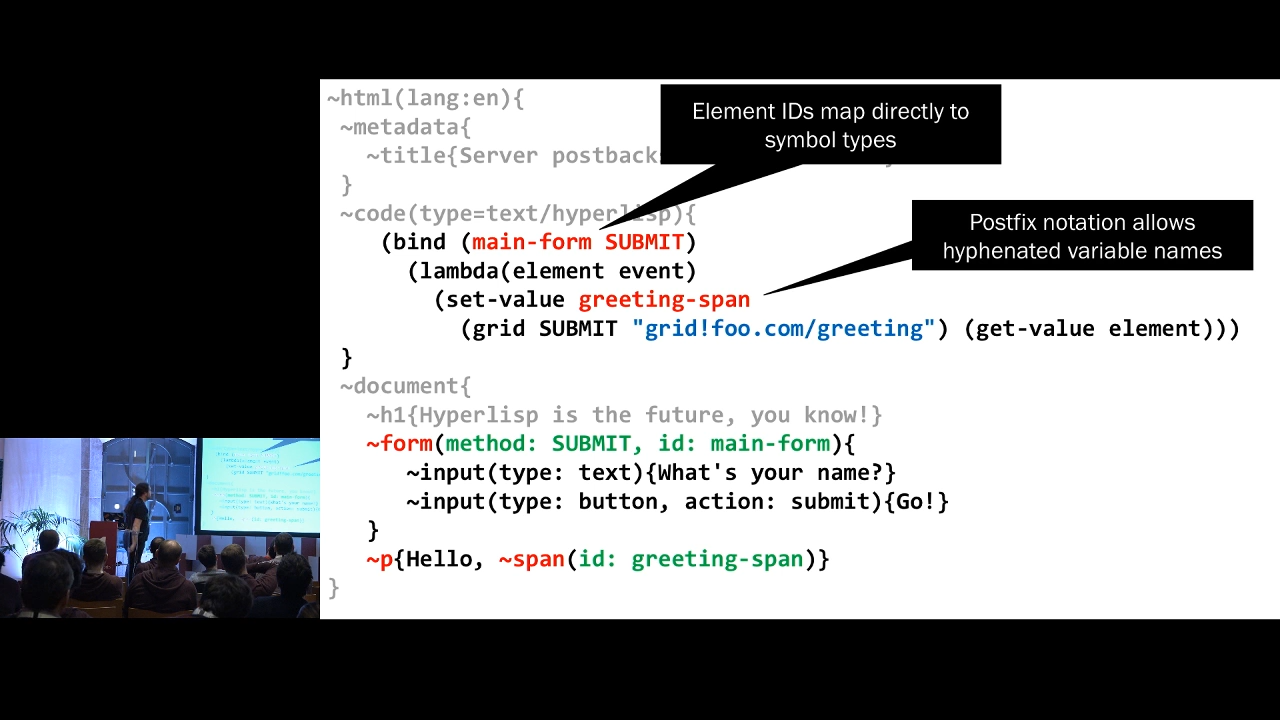 ~html(lang:en){
~metadata{
~title{Server postback
}
~code(type=text/hyperlisp){
(bind (main-form SUBMIT)
(lambda(element event)
(set-value greeting-span
(grid SUBMIT "grid!foo.com/greeting") (get-value element)))
}
~document{
~h1{Hyperlisp is the future, you know!}
~form(method: SUBMIT, id: main-form){
~input(type: text){What's your name?}
~input(type: button, action: submit){Go!}
}
~p{Hello, ~span(id: greeting-span)}
}
Element IDs map directly to
symbol types
Postfix notation allows
hyphenated variable names